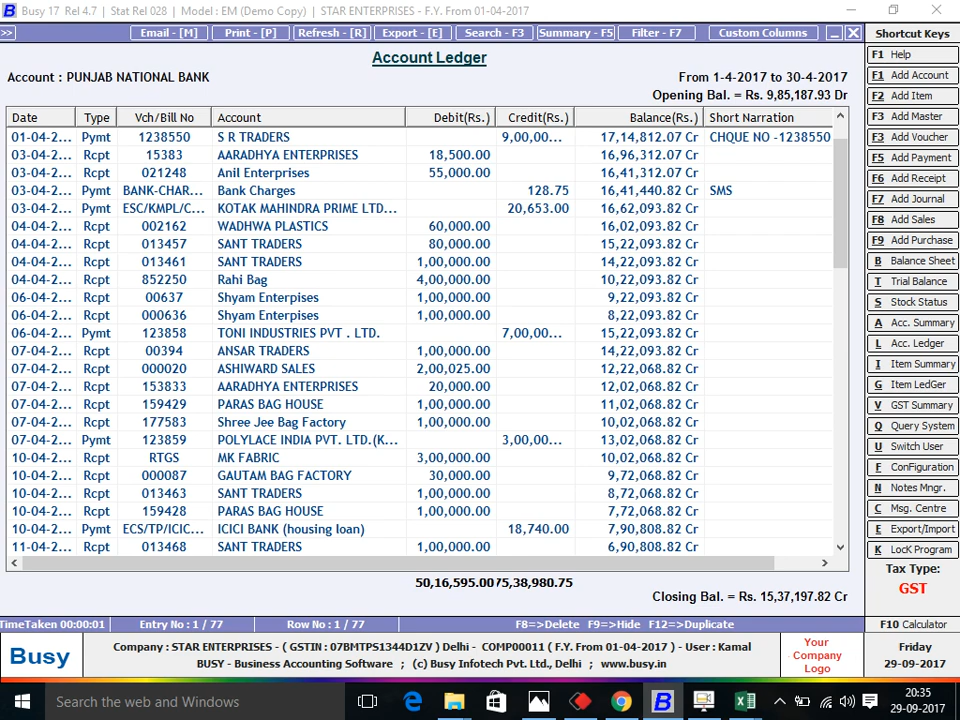 Busy 17 Rel 4.7 | Stat Rel 028 | Model : EM (Demo Copy) | STAR ENTERPRISES - F.Y. From 01-04-2017
>> Email - [M] Print - [P] Refresh - [R] Export - [E] Search - F3 Summary - F5 Filter - F7 Custom Columns
Account Ledger
Account : PUNJAB NATIONAL BANK From 1-4-2017 to 30-4-2017
Opening Bal. = Rs. 9,85,187.93 Dr
Date Type Vch/Bill No Account Debit(Rs.) Credit(Rs.) Balance(Rs.) Short Narration
01-04-2... Pymt 1238550 S R TRADERS 9,00,00... 17,14,812.07 Cr CHQUE NO -1238550
03-04-2... Rcpt 15383 AARADHYA ENTERPRISES 18,500.00 16,96,312.07 Cr
03-04-2... Rcpt 021248 Anil Enterprises 55,000.00 16,41,312.07 Cr
03-04-2... Pymt BANK-CHAR... Bank Charges 128.75 16,41,440.82 Cr SMS
03-04-2... Pymt ESC/KMPL/C... KOTAK MAHINDRA PRIME LTD... 20,653.00 16,62,093.82 Cr
04-04-2... Rcpt 002162 WADHWA PLASTICS 60,000.00 16,02,093.82 Cr
04-04-2... Rcpt 013457 SANT TRADERS 80,000.00 15,22,093.82 Cr
04-04-2... Rcpt 013461 SANT TRADERS 1,00,000.00 14,22,093.82 Cr
04-04-2... Rcpt 852250 Rahi Bag 4,00,000.00 10,22,093.82 Cr
06-04-2... Rcpt 00637 Shyam Enterpises 1,00,000.00 9,22,093.82 Cr
06-04-2... Rcpt 000636 Shyam Enterpises 1,00,000.00 8,22,093.82 Cr
06-04-2... Pymt 123858 TONI INDUSTRIES PVT . LTD. 7,00,00... 15,22,093.82 Cr
07-04-2... Rcpt 00394 ANSAR TRADERS 1,00,000.00 14,22,093.82 Cr
07-04-2... Rcpt 000020 ASHIWARD SALES 2,00,025.00 12,22,068.82 Cr
07-04-2... Rcpt 153833 AARADHYA ENTERPRISES 20,000.00 12,02,068.82 Cr
07-04-2... Rcpt 159429 PARAS BAG HOUSE 1,00,000.00 11,02,068.82 Cr
07-04-2... Rcpt 177583 Shree Jee Bag Factory 1,00,000.00 10,02,068.82 Cr
07-04-2... Pymt 123859 POLYLACE INDIA PVT. LTD.(K... 3,00,00... 13,02,068.82 Cr
10-04-2... Rcpt RTGS MK FABRIC 3,00,000.00 10,02,068.82 Cr
10-04-2... Rcpt 000087 GAUTAM BAG FACTORY 30,000.00 9,72,068.82 Cr
10-04-2... Rcpt 013463 SANT TRADERS 1,00,000.00 8,72,068.82 Cr
10-04-2... Rcpt 159428 PARAS BAG HOUSE 1,00,000.00 7,72,068.82 Cr
10-04-2... Pymt ECS/TP/ICIC... ICICI BANK (housing loan) 18,740.00 7,90,808.82 Cr
11-04-2... Rcpt 013468 SANT TRADERS 1,00,000.00 6,90,808.82 Cr
50,16,595.00 75,38,980.75
Closing Bal. = Rs. 15,37,197.82 Cr
Shortcut Keys
F1 Help
F1 Add Account
F2 Add Item
F3 Add Master
F3 Add Voucher
F5 Add Payment
F6 Add Receipt
F7 Add Journal
F8 Add Sales
F9 Add Purchase
B Balance Sheet
T Trial Balance
S Stock Status
A Acc. Summary
L Acc. Ledger
I Item Summary
G Item LedGer
V GST Summary
Q Query System
U Switch User
F ConFiguration
N Notes Mngr.
C Msg. Centre
E Export/Import
K LocK Program
Tax Type:
GST
F10 Calculator
TimeTaken 00:00:01 Entry No : 1 / 77 Row No : 1 / 77 F8=>Delete F9=>Hide F12=>Duplicate
Busy
Company : STAR ENTERPRISES - ( GSTIN : 07BMTPS1344D1ZV ) Delhi - COMP00011 ( F.Y. From 01-04-2017 ) - User : Kamal
BUSY - Business Accounting Software ; (c) Busy Infotech Pvt. Ltd., Delhi ; www.busy.in
Your
Company
Logo
Friday
29-09-2017
Search the web and Windows
20:35
29-09-2017